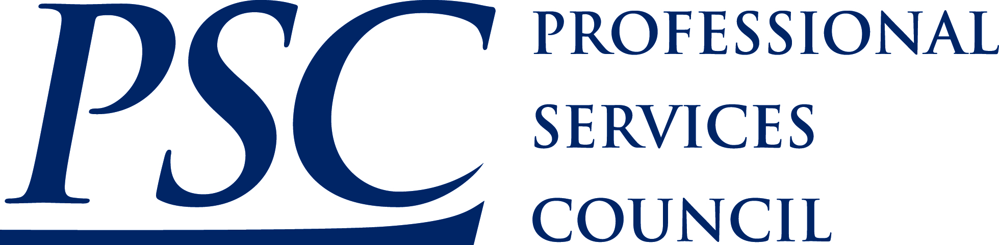 PSC
PROFESSIONAL
SERVICES
COUNCIL